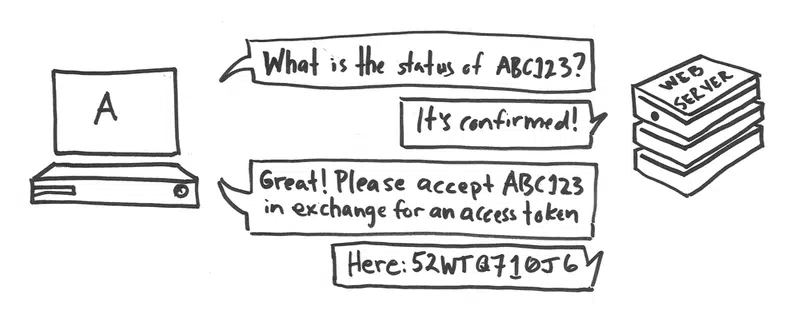 A
What is the status of ABC123?
It's confirmed!
Great! Please accept ABC123
in exchange for an access token
Here: 52WTQ710J6
WEB
SERVER